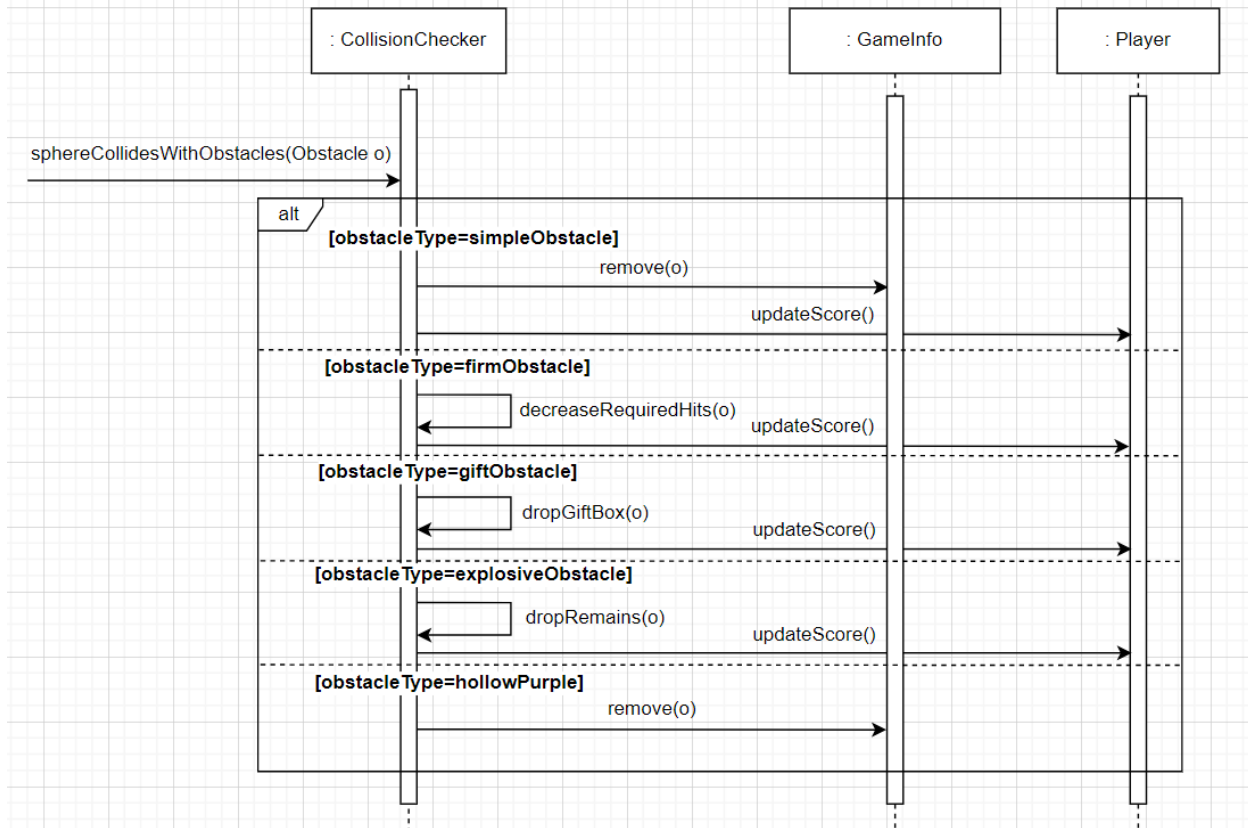 : CollisionChecker
: GameInfo
: Player
sphereCollidesWithObstacles(Obstacle o)
alt
[obstacleType=simpleObstacle]
remove(o)
updateScore()
[obstacleType=firmObstacle]
decreaseRequiredHits(o)
updateScore()
[obstacleType=giftObstacle]
dropGiftBox(o)
updateScore()
[obstacleType=explosiveObstacle]
dropRemains(o)
updateScore()
[obstacleType=hollowPurple]
remove(o)